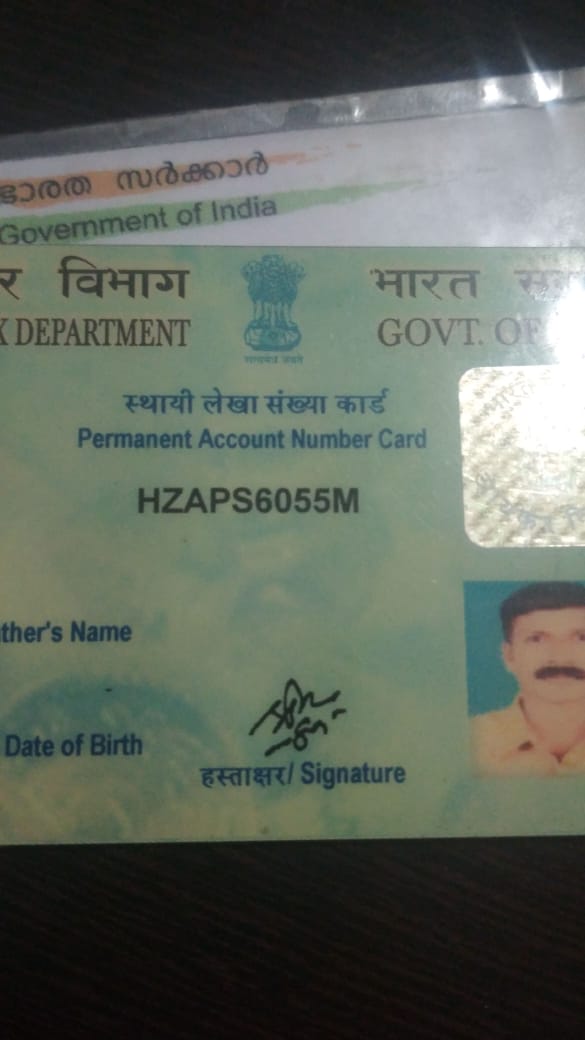 ഭാരത സർക്കാർ
Government of India
र विभाग
भारत
X DEPARTMENT
GOVT. OF
सत्यमेव जयते
स्थायी लेखा संख्या कार्ड
Permanent Account Number Card
HZAPS6055M
ther's Name
Date of Birth
हस्ताक्षर/ Signature